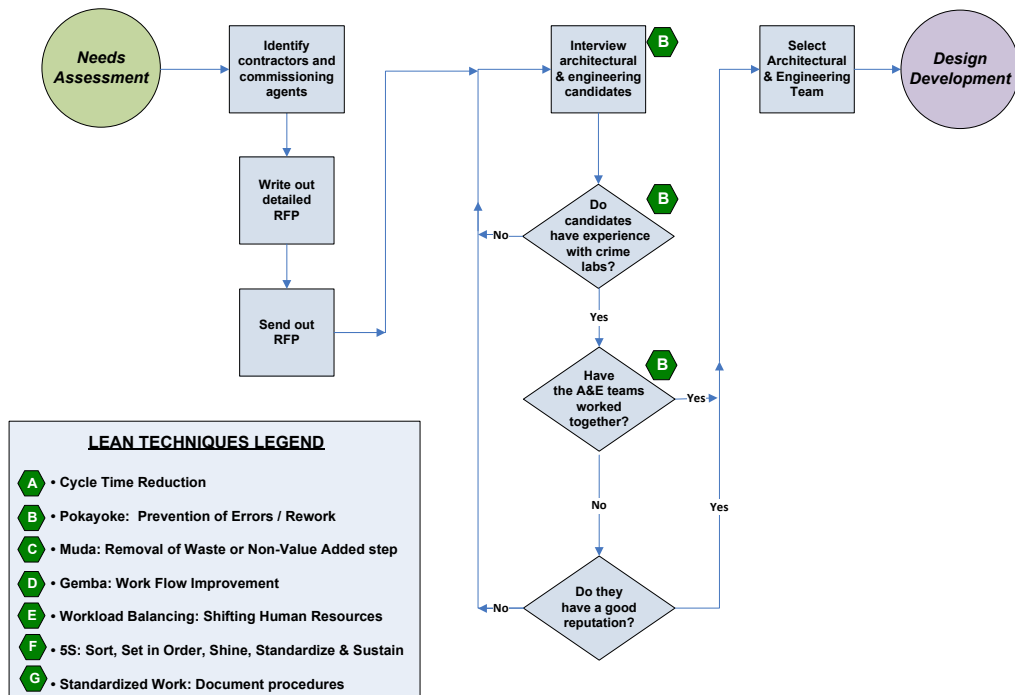 Needs
Assessment
Identify
contractors and
commissioning
agents
Write out
detailed
RFP
Send out
RFP
Interview
architectural
& engineering
candidates
B
Do
candidates
have experience
with crime
labs?
B
No
Yes
Have
the A&E teams
worked
together?
B
Yes
No
Do they
have a good
reputation?
No
Yes
Select
Architectural
& Engineering
Team
Design
Development
LEAN TECHNIQUES LEGEND
A • Cycle Time Reduction
B • Pokayoke: Prevention of Errors / Rework
C • Muda: Removal of Waste or Non-Value Added step
D • Gemba: Work Flow Improvement
E • Workload Balancing: Shifting Human Resources
F • 5S: Sort, Set in Order, Shine, Standardize & Sustain
G • Standardized Work: Document procedures